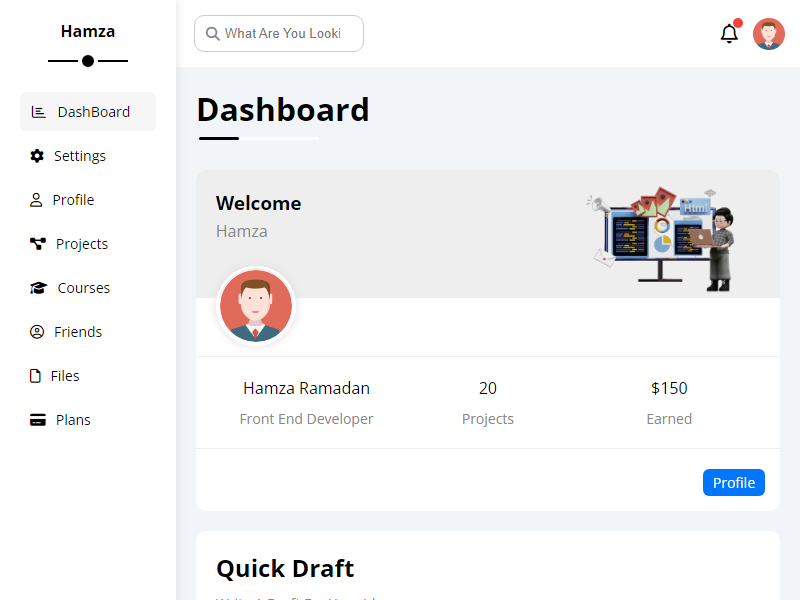 Hamza
DashBoard
Settings
Profile
Projects
Courses
Friends
Files
Plans
What Are You Looki
Dashboard
Welcome
Hamza
Html
Hamza Ramadan
Front End Developer
20
Projects
$150
Earned
Profile
Quick Draft